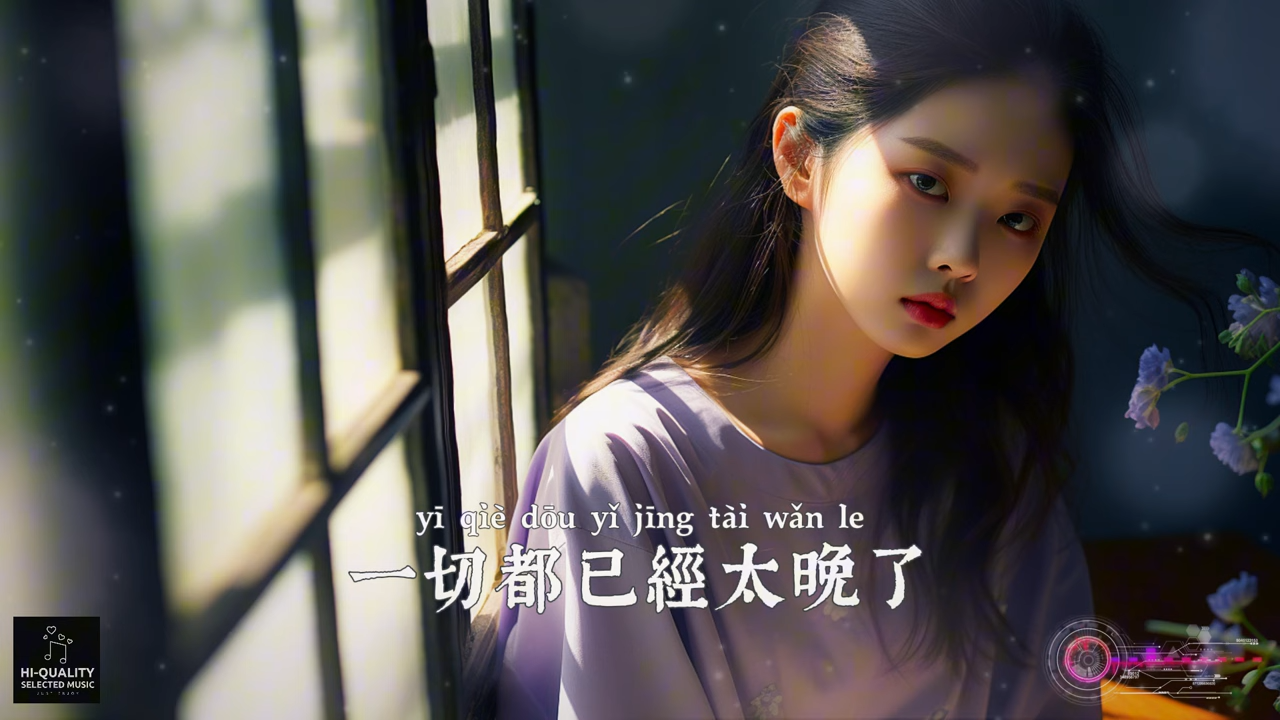 yī qiè dōu yǐ jīng tài wǎn le
一切都已經太晚了
HI-QUALITY
SELECTED MUSIC